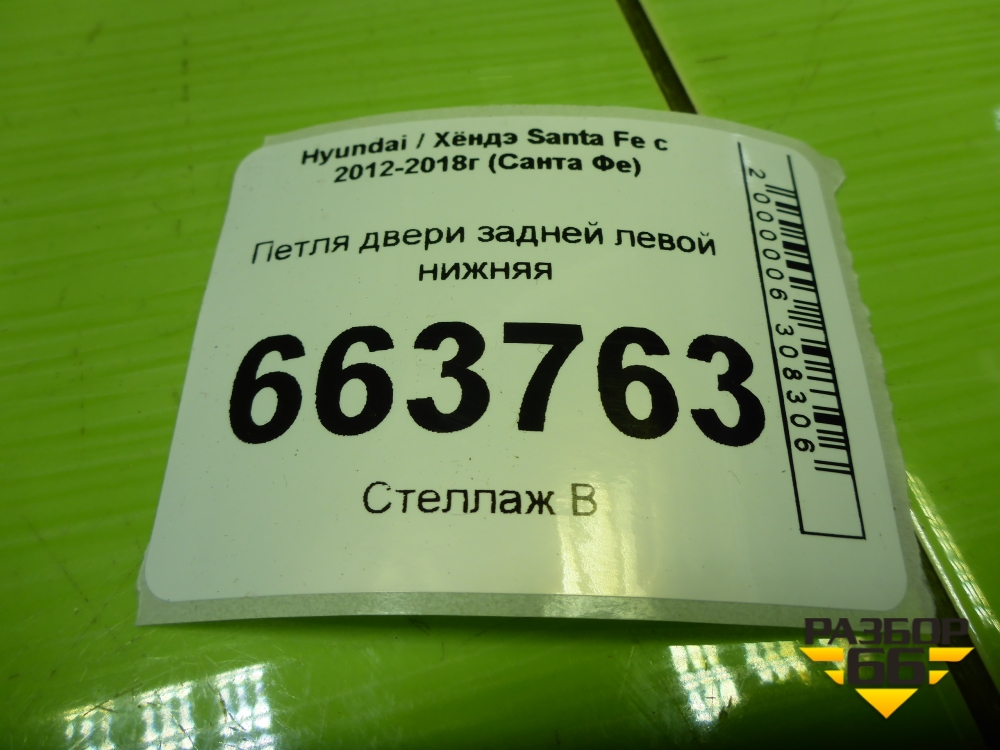 Hyundai / Хёндэ Santa Fe с
2012-2018г (Санта Фе)
Петля двери задней левой
нижняя
663763
Стеллаж В
2000006308306
РАЗБОР
66